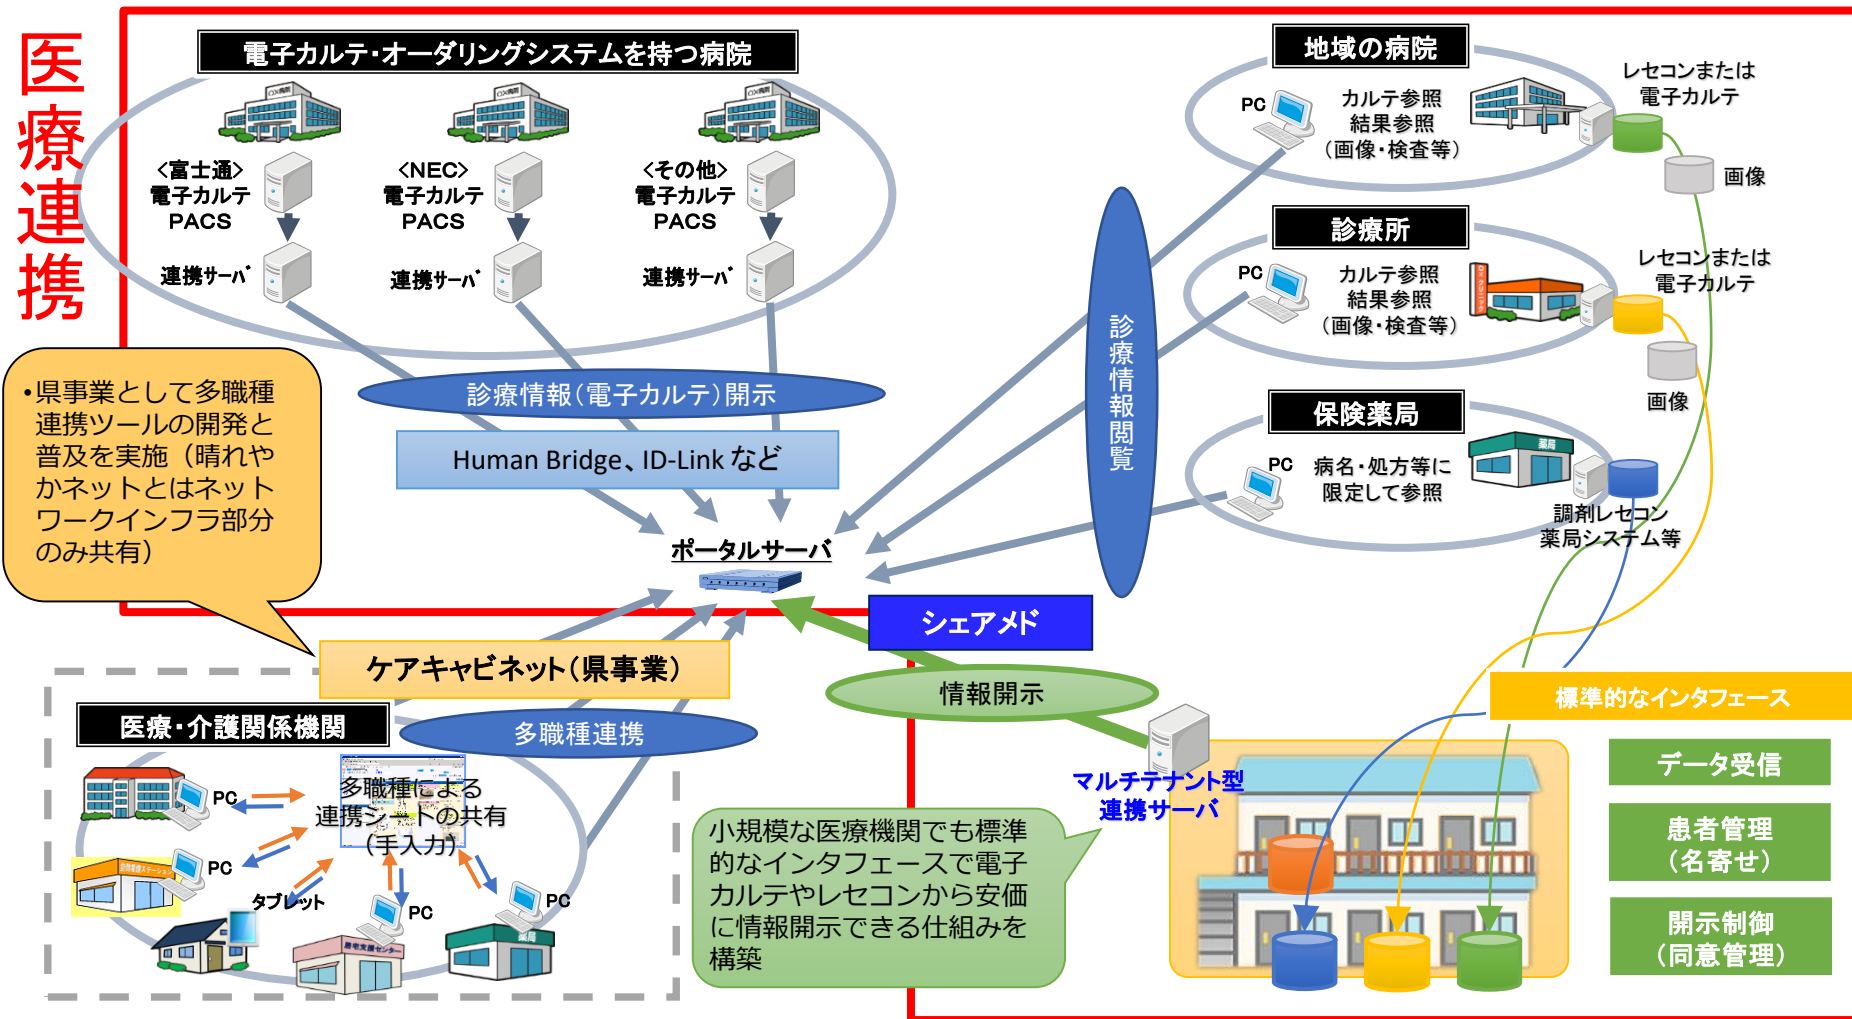 医療連携
電子カルテ・オーダリングシステムを持つ病院
<富士通>
電子カルテ
PACS
連携サーバ
<NEC>
電子カルテ
PACS
連携サーバ
<その他>
電子カルテ
PACS
連携サーバ
診療情報(電子カルテ)開示
Human Bridge、ID-Link など
ポータルサーバ
診療情報閲覧
地域の病院
PC
カルテ参照
結果参照
(画像・検査等)
レセコンまたは
電子カルテ
画像
診療所
PC
カルテ参照
結果参照
(画像・検査等)
レセコンまたは
電子カルテ
画像
保険薬局
PC
病名・処方等に
限定して参照
薬局
調剤レセコン
薬局システム等
•県事業として多職種
連携ツールの開発と
普及を実施（晴れや
かネットとはネット
ワークインフラ部分
のみ共有）
ケアキャビネット(県事業)
医療・介護関係機関
多職種連携
多職種による
連携シートの共有
(手入力)
PC
PC
タブレット
PC
PC
薬局
シェアメド
情報開示
マルチテナント型
連携サーバ
小規模な医療機関でも標準
的なインタフェースで電子
カルテやレセコンから安価
に情報開示できる仕組みを
構築
標準的なインタフェース
データ受信
患者管理
(名寄せ)
開示制御
(同意管理)